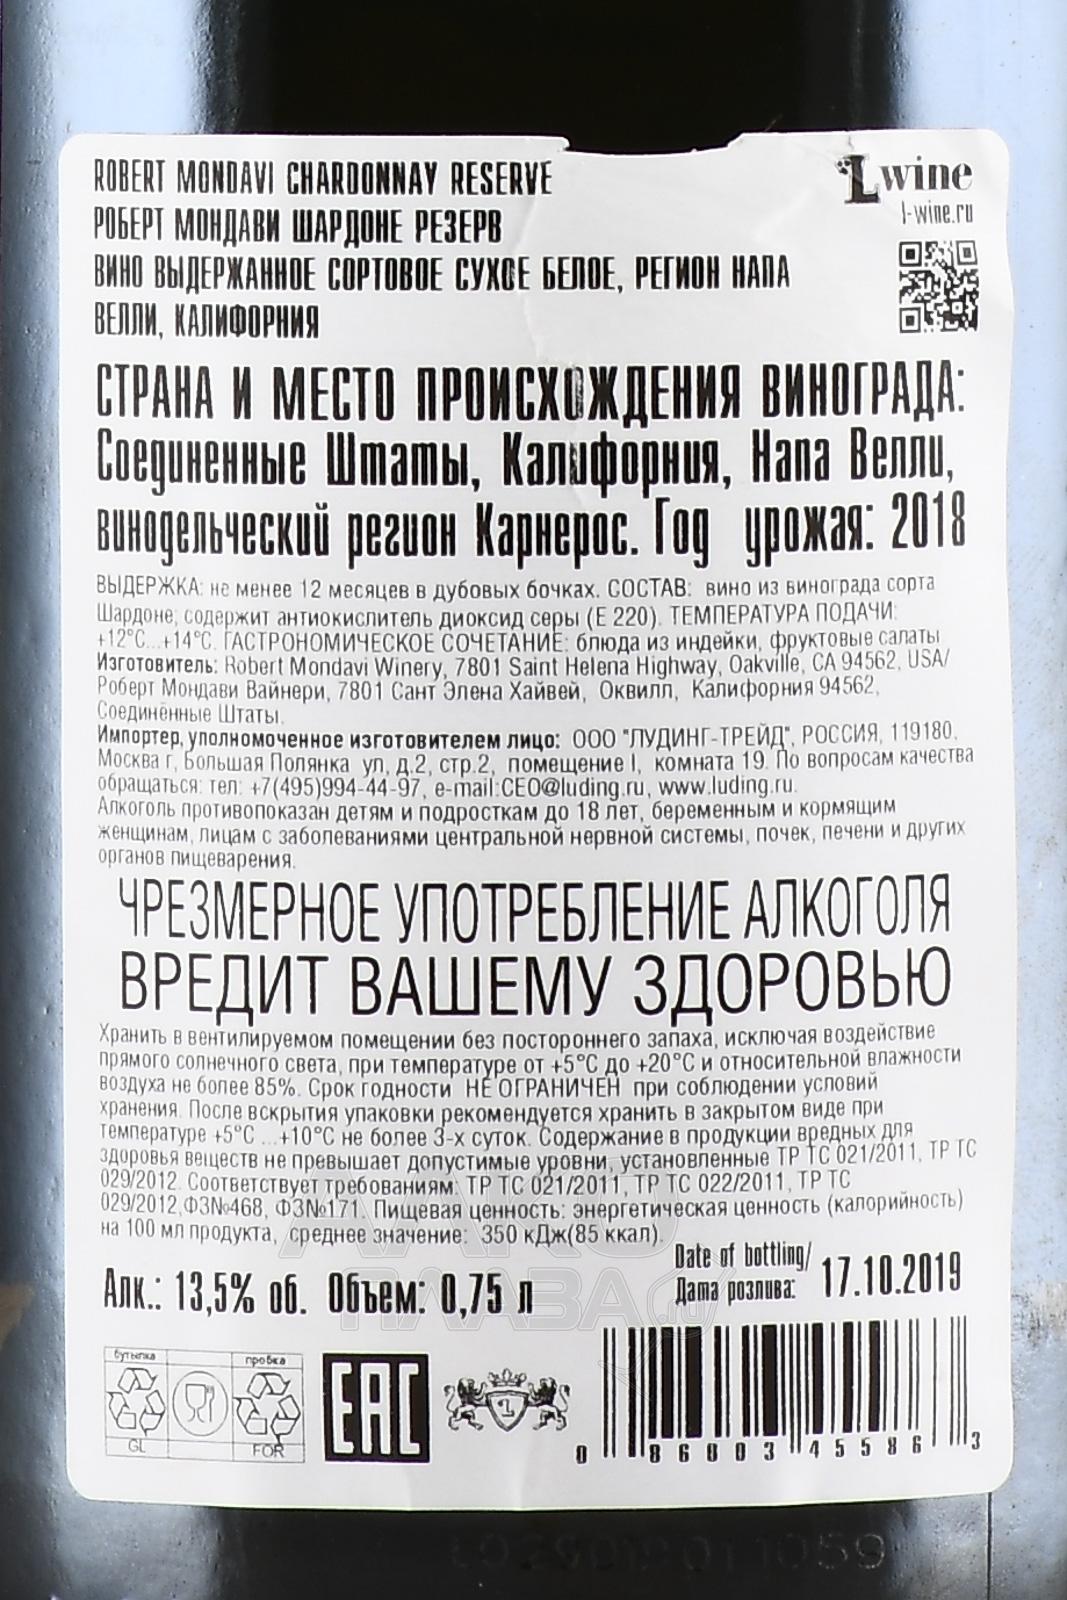 ROBERT MONDAVI CHARDONNAY RESERVE
РОБЕРТ МОНДАВИ ШАРДОНЕ РЕЗЕРВ
ВИНО ВЫДЕРЖАННОЕ СОРТОВОЕ СУХОЕ БЕЛОЕ, РЕГИОН НАПА
ВЕЛЛИ, КАЛИФОРНИЯ
L wine
l-wine.ru
СТРАНА И МЕСТО ПРОИСХОЖДЕНИЯ ВИНОГРАДА:
Соединенные Штаты, Калифорния, Напа Велли,
винодельческий регион Карнерос. Год урожая: 2018
ВЫДЕРЖКА: не менее 12 месяцев в дубовых бочках. СОСТАВ: вино из винограда сорта
Шардоне; содержит антиокислитель диоксид серы (Е 220). ТЕМПЕРАТУРА ПОДАЧИ:
+12°С...+14°С. ГАСТРОНОМИЧЕСКОЕ СОЧЕТАНИЕ: блюда из индейки, фруктовые салаты
Изготовитель: Robert Mondavi Winery, 7801 Saint Helena Highway, Oakville, CA 94562, USA/
Роберт Мондави Вайнери, 7801 Сант Элена Хайвей, Оквилл, Калифорния 94562,
Соединённые Штаты.
Импортер, уполномоченное изготовителем лицо: ООО "ЛУДИНГ-ТРЕЙД", РОССИЯ, 119180,
Москва г, Большая Полянка ул, д.2, стр.2, помещение I, комната 19. По вопросам качества
обращаться: тел: +7(495)994-44-97, e-mail:CEO@luding.ru, www.luding.ru.
Алкоголь противопоказан детям и подросткам до 18 лет, беременным и кормящим
женщинам, лицам с заболеваниями центральной нервной системы, почек, печени и других
органов пищеварения.
ЧРЕЗМЕРНОЕ УПОТРЕБЛЕНИЕ АЛКОГОЛЯ
ВРЕДИТ ВАШЕМУ ЗДОРОВЬЮ
Хранить в вентилируемом помещении без постороннего запаха, исключая воздействие
прямого солнечного света, при температуре от +5°С до +20°С и относительной влажности
воздуха не более 85%. Срок годности НЕ ОГРАНИЧЕН при соблюдении условий
хранения. После вскрытия упаковки рекомендуется хранить в закрытом виде при
температуре +5°С ...+10°С не более 3-х суток. Содержание в продукции вредных для
здоровья веществ не превышает допустимые уровни, установленные ТР ТС 021/2011, ТР ТС
029/2012. Соответствует требованиям: ТР ТС 021/2011, ТР ТС 022/2011, ТР ТС
029/2012,ФЗ№468, ФЗ№171. Пищевая ценность: энергетическая ценность (калорийность)
на 100 мл продукта, среднее значение: 350 кДж(85 ккал).
АЛКО
ПЛАВА
Date of bottling/
Дата розлива: 17.10.2019
Алк.: 13,5% об. Объем: 0,75 л
бутылка пробка
GL FOR
EAC
L
0 86003 45586 3